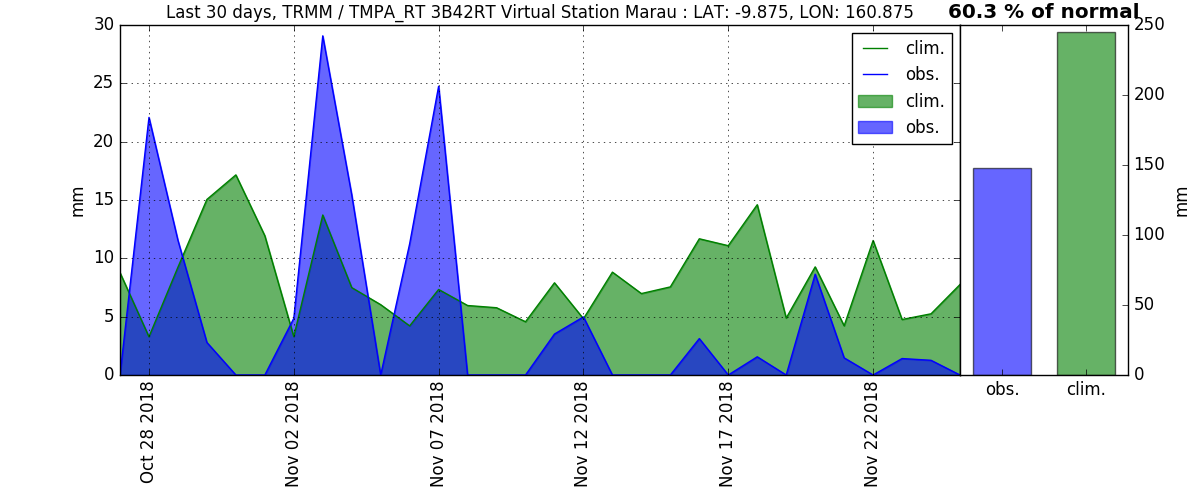 Last 30 days, TRMM / TMPA_RT 3B42RT Virtual Station Marau : LAT: -9.875, LON: 160.875
60.3 % of normal
30
25
20
15
10
5
0
mm
clim.
obs.
clim.
obs.
Oct 28 2018
Nov 02 2018
Nov 07 2018
Nov 12 2018
Nov 17 2018
Nov 22 2018
250
200
150
100
50
0
mm
obs.
clim.